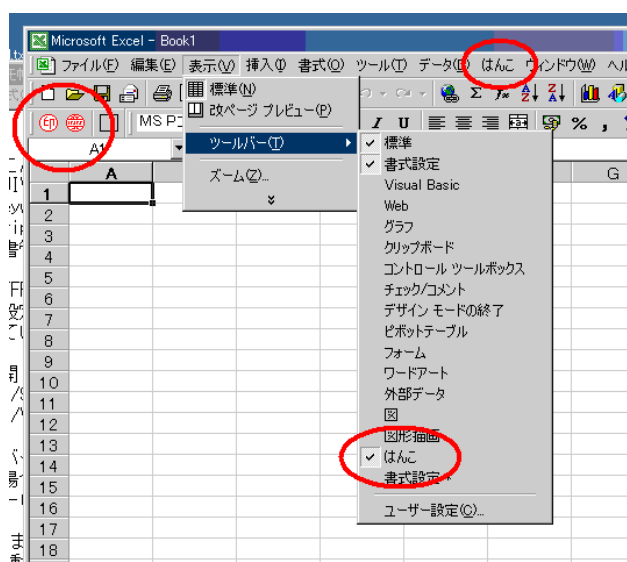 Microsoft Excel - Book1
ファイル(F) 編集(E) 表示(V) 挿入(I) 書式(O) ツール(T) データ(D) はんこ ウィンドウ(W) ヘル
標準(N)
改ページ プレビュー(P)
ツールバー(T)
ズーム(Z)...
印
MS P
I U % ,
A1
A G
標準
書式設定
Visual Basic
Web
グラフ
クリップボード
コントロール ツールボックス
チェック/コメント
デザイン モードの終了
ピボットテーブル
フォーム
ワードアート
外部データ
図
図形描画
はんこ
書式設定
ユーザー設定(C)...
1
2
3
4
5
6
7
8
9
10
11
12
13
14
15
16
17
18